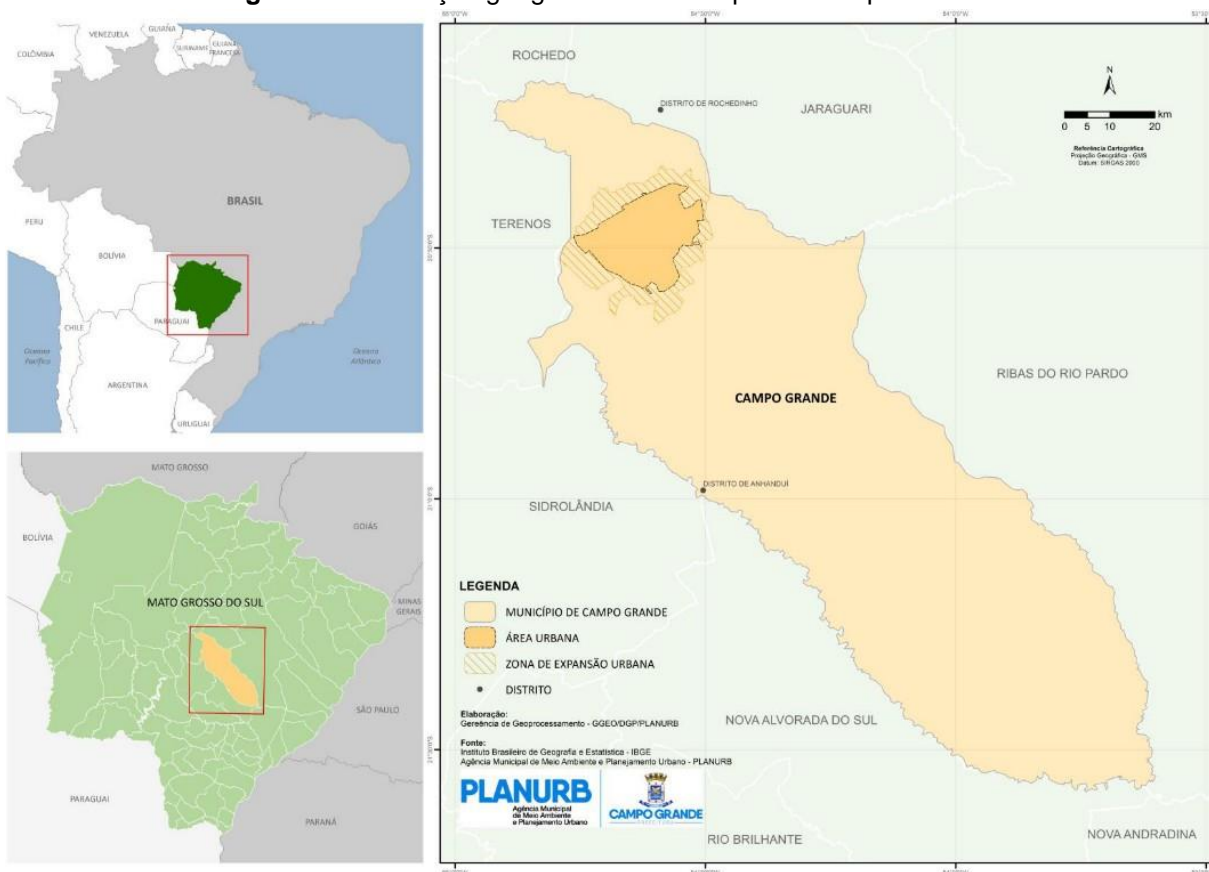 COLÔMBIA
VENEZUELA
GUIANA
SURINAME
GUIANA
FRANCESA
BRASIL
PERU
BOLÍVIA
PARAGUAI
CHILE
Oceano
Pacífico
Oceano
Atlântico
ARGENTINA
URUGUAI
MATO GROSSO
GOIÁS
BOLÍVIA
MATO GROSSO DO SUL
MINAS
GERAIS
SÃO PAULO
PARAGUAI
PARANÁ
ROCHEDO
DISTRITO DE ROCHEDINHO
JARAGUARI
N
0 5 10 20 km
Referência Cartográfica
Projeção Geográfica - GMS
Datum: SIRGAS 2000
TERENOS
RIBAS DO RIO PARDO
CAMPO GRANDE
DISTRITO DE ANHANDUÍ
SIDROLÂNDIA
LEGENDA
MUNICÍPIO DE CAMPO GRANDE
ÁREA URBANA
ZONA DE EXPANSÃO URBANA
DISTRITO
Elaboração:
Gerência de Geoprocessamento - GGEO/DGP/PLANURB
Fonte:
Instituto Brasileiro de Geografia e Estatística - IBGE
Agência Municipal de Meio Ambiente e Planejamento Urbano - PLANURB
NOVA ALVORADA DO SUL
PLANURB
Agência Municipal
de Meio Ambiente
e Planejamento Urbano
CAMPO GRANDE
RIO BRILHANTE
NOVA ANDRADINA